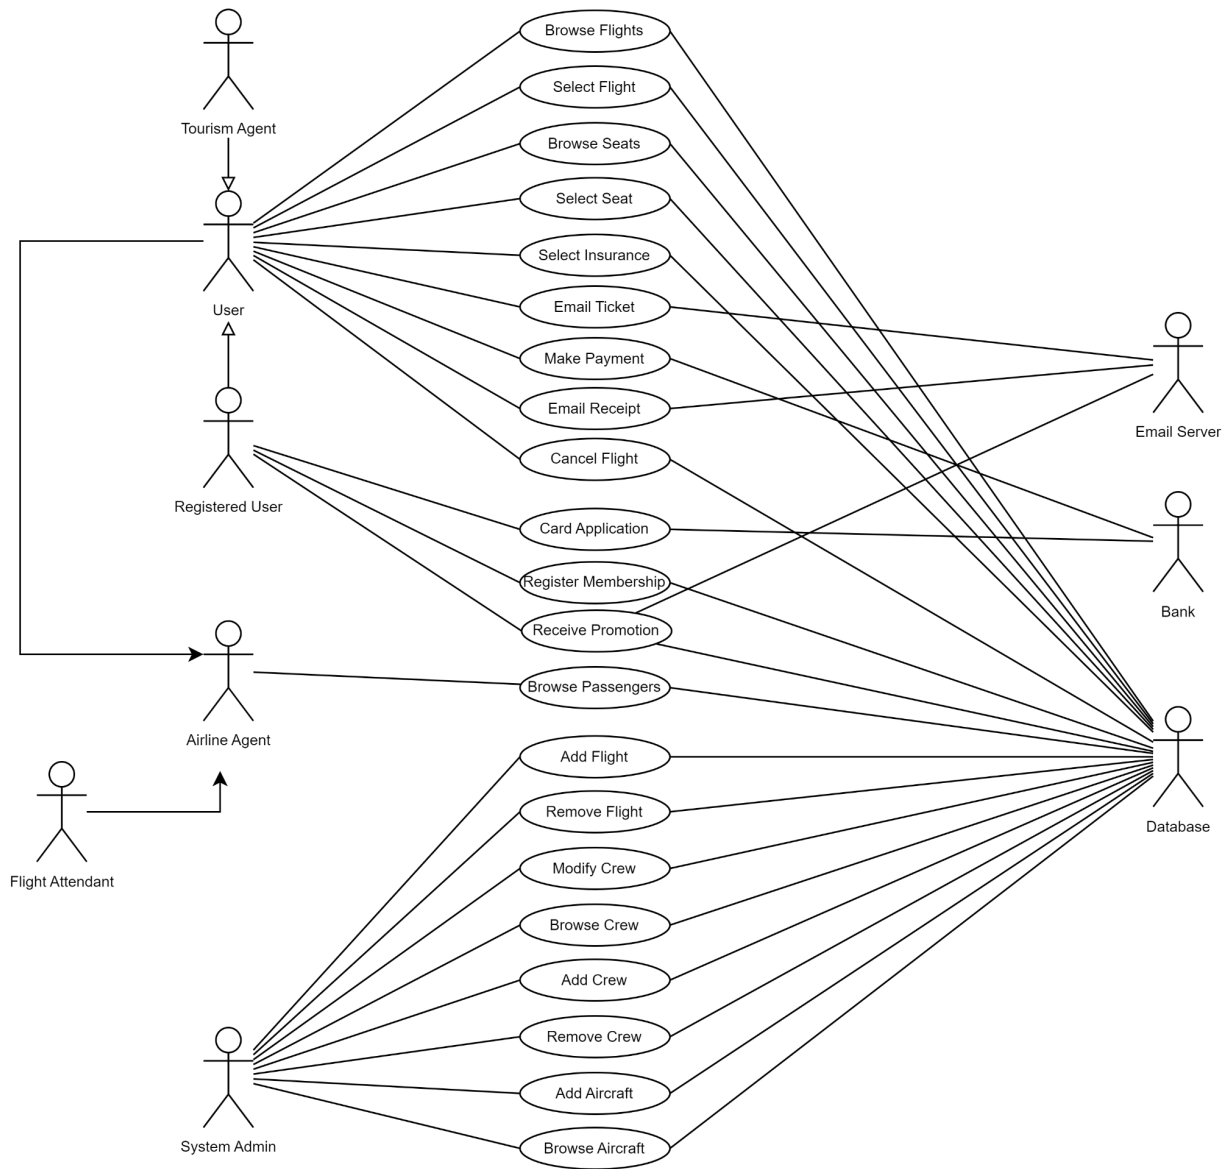 Browse Flights
Select Flight
Tourism Agent
Browse Seats
Select Seat
Select Insurance
User
Email Ticket
Make Payment
Email Receipt
Email Server
Cancel Flight
Registered User
Card Application
Register Membership
Bank
Receive Promotion
Browse Passengers
Airline Agent
Add Flight
Remove Flight
Database
Modify Crew
Flight Attendant
Browse Crew
Add Crew
Remove Crew
Add Aircraft
System Admin
Browse Aircraft